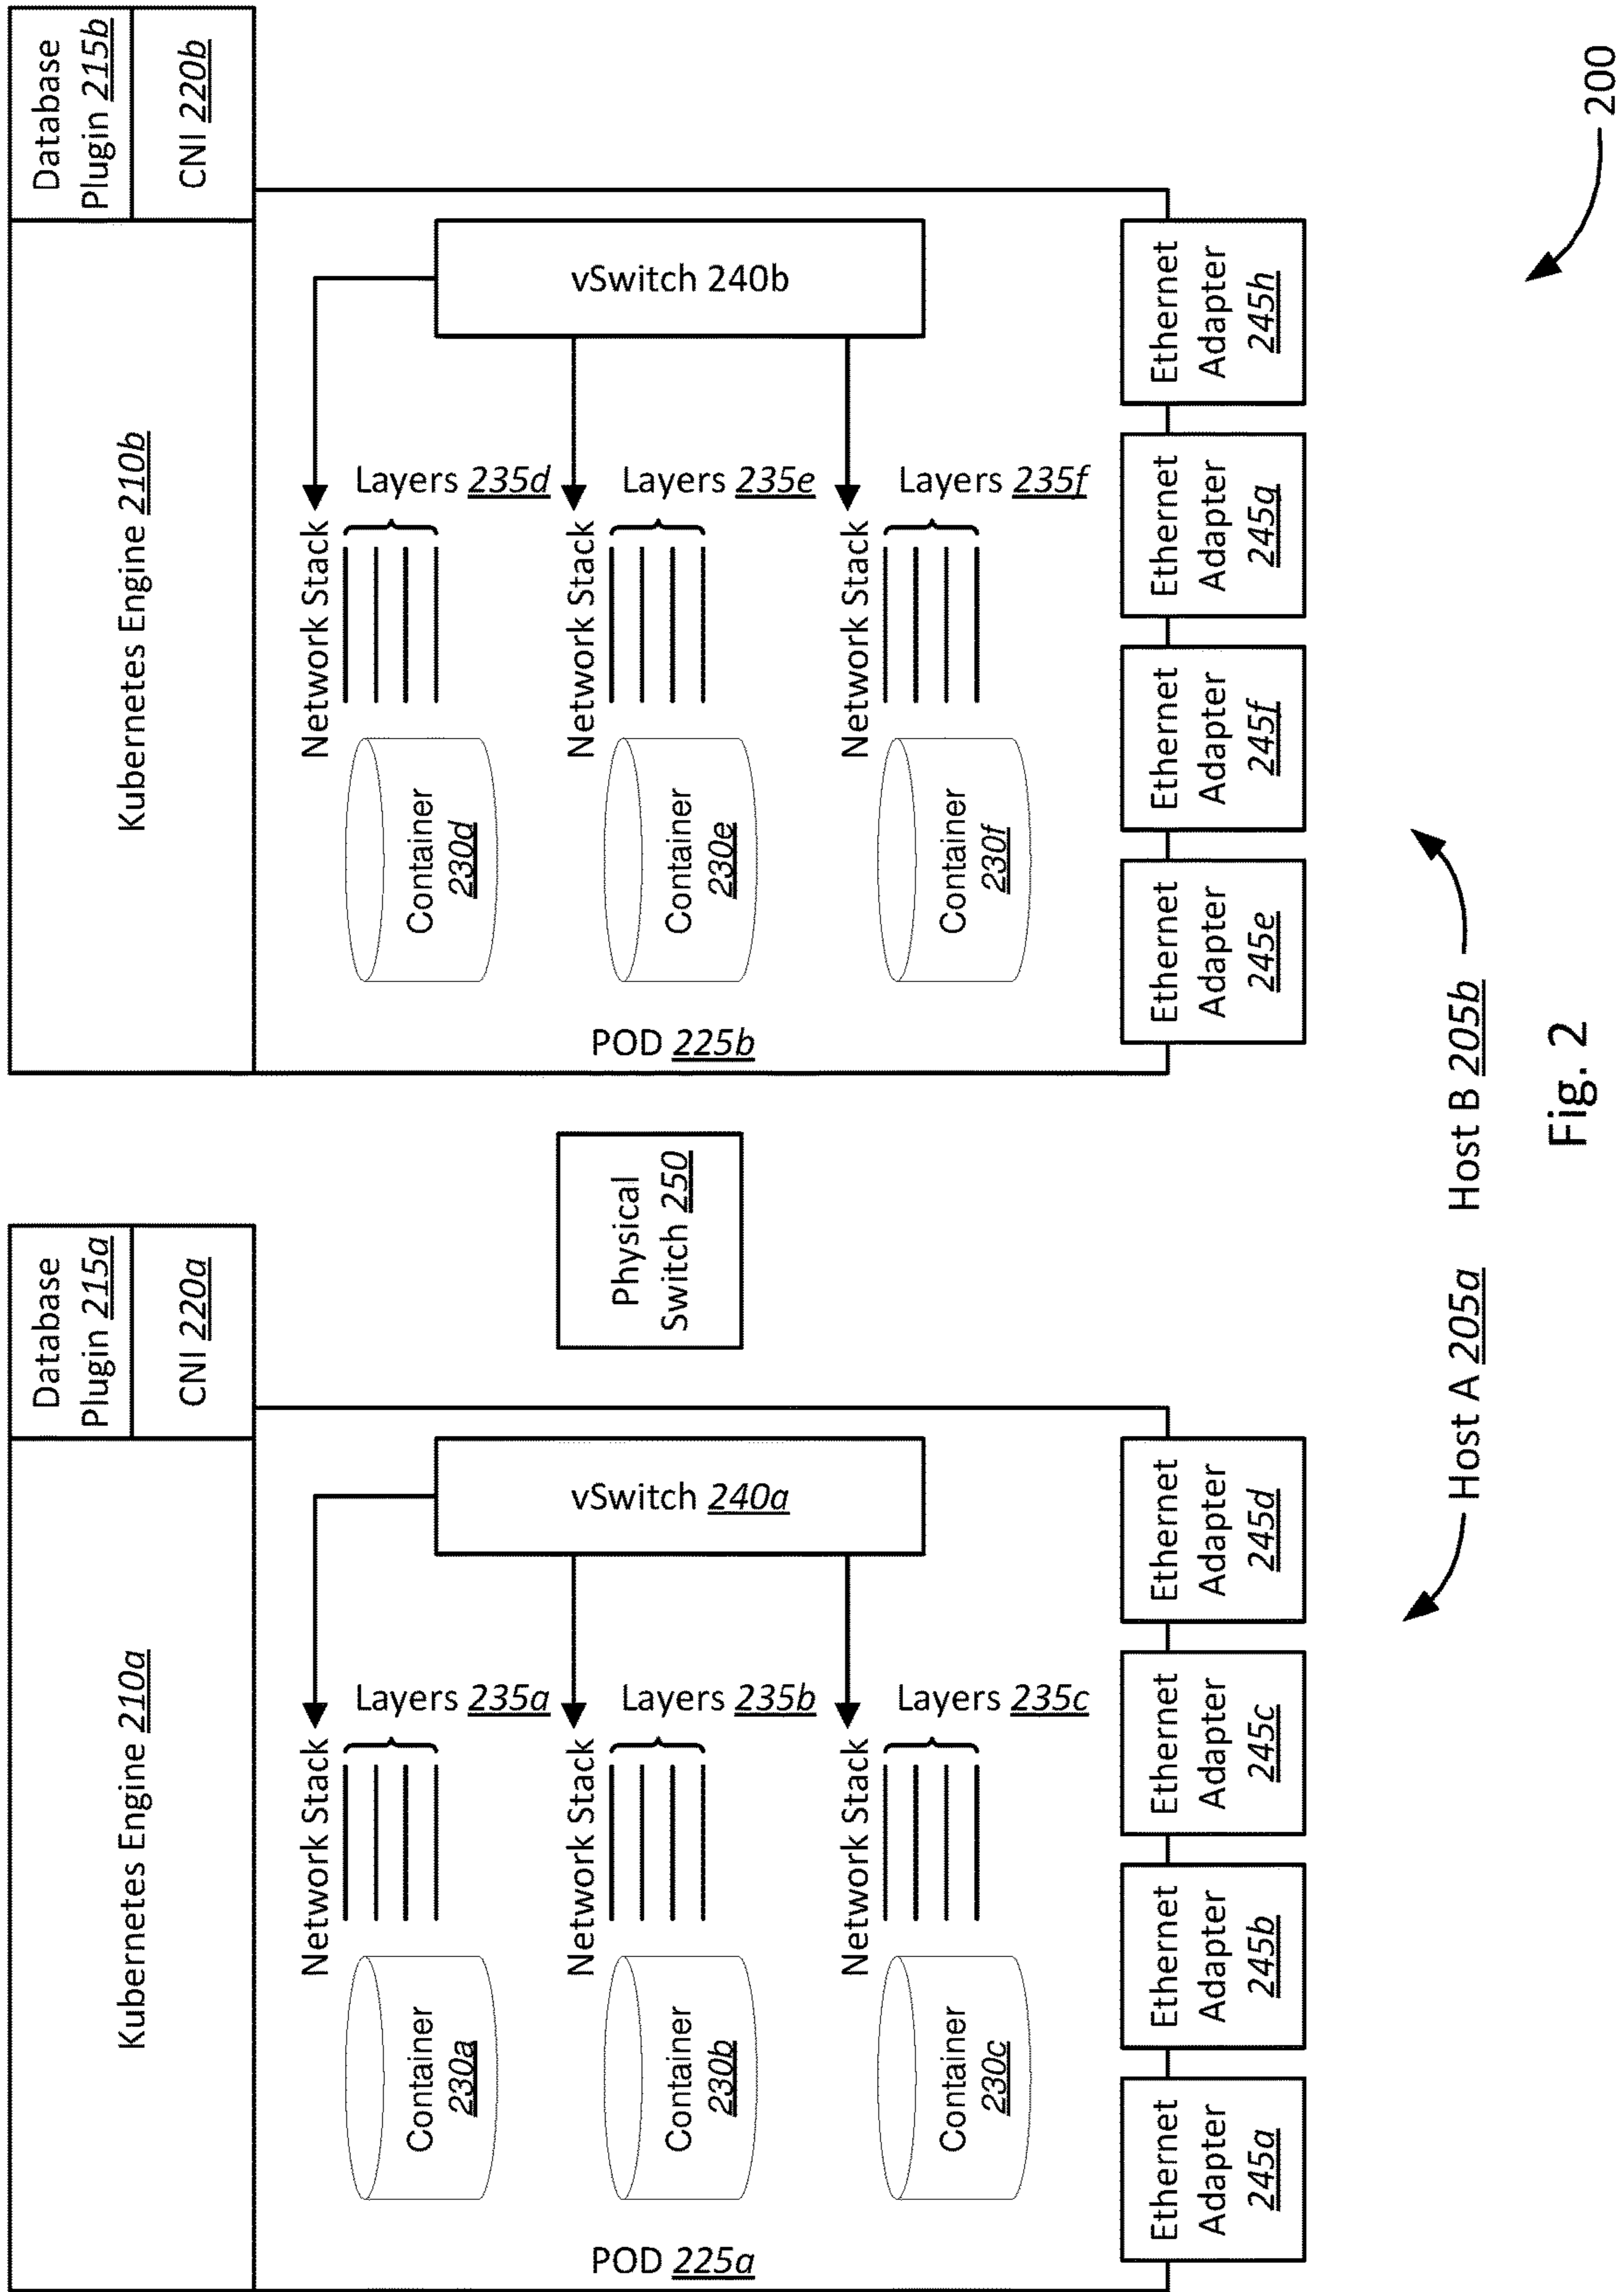 Kubernetes Engine 210a
Database
Plugin 215a
CNI 220a
POD 225a
Container
230a
Network Stack
Layers 235a
Container
230b
Network Stack
Layers 235b
Container
230c
Network Stack
Layers 235c
vSwitch 240a
Ethernet
Adapter
245a
Ethernet
Adapter
245b
Ethernet
Adapter
245c
Ethernet
Adapter
245d
Physical
Switch 250
Kubernetes Engine 210b
Database
Plugin 215b
CNI 220b
POD 225b
Container
230d
Network Stack
Layers 235d
Container
230e
Network Stack
Layers 235e
Container
230f
Network Stack
Layers 235f
vSwitch 240b
Ethernet
Adapter
245e
Ethernet
Adapter
245f
Ethernet
Adapter
245g
Ethernet
Adapter
245h
Host A 205a
Host B 205b
200
Fig. 2